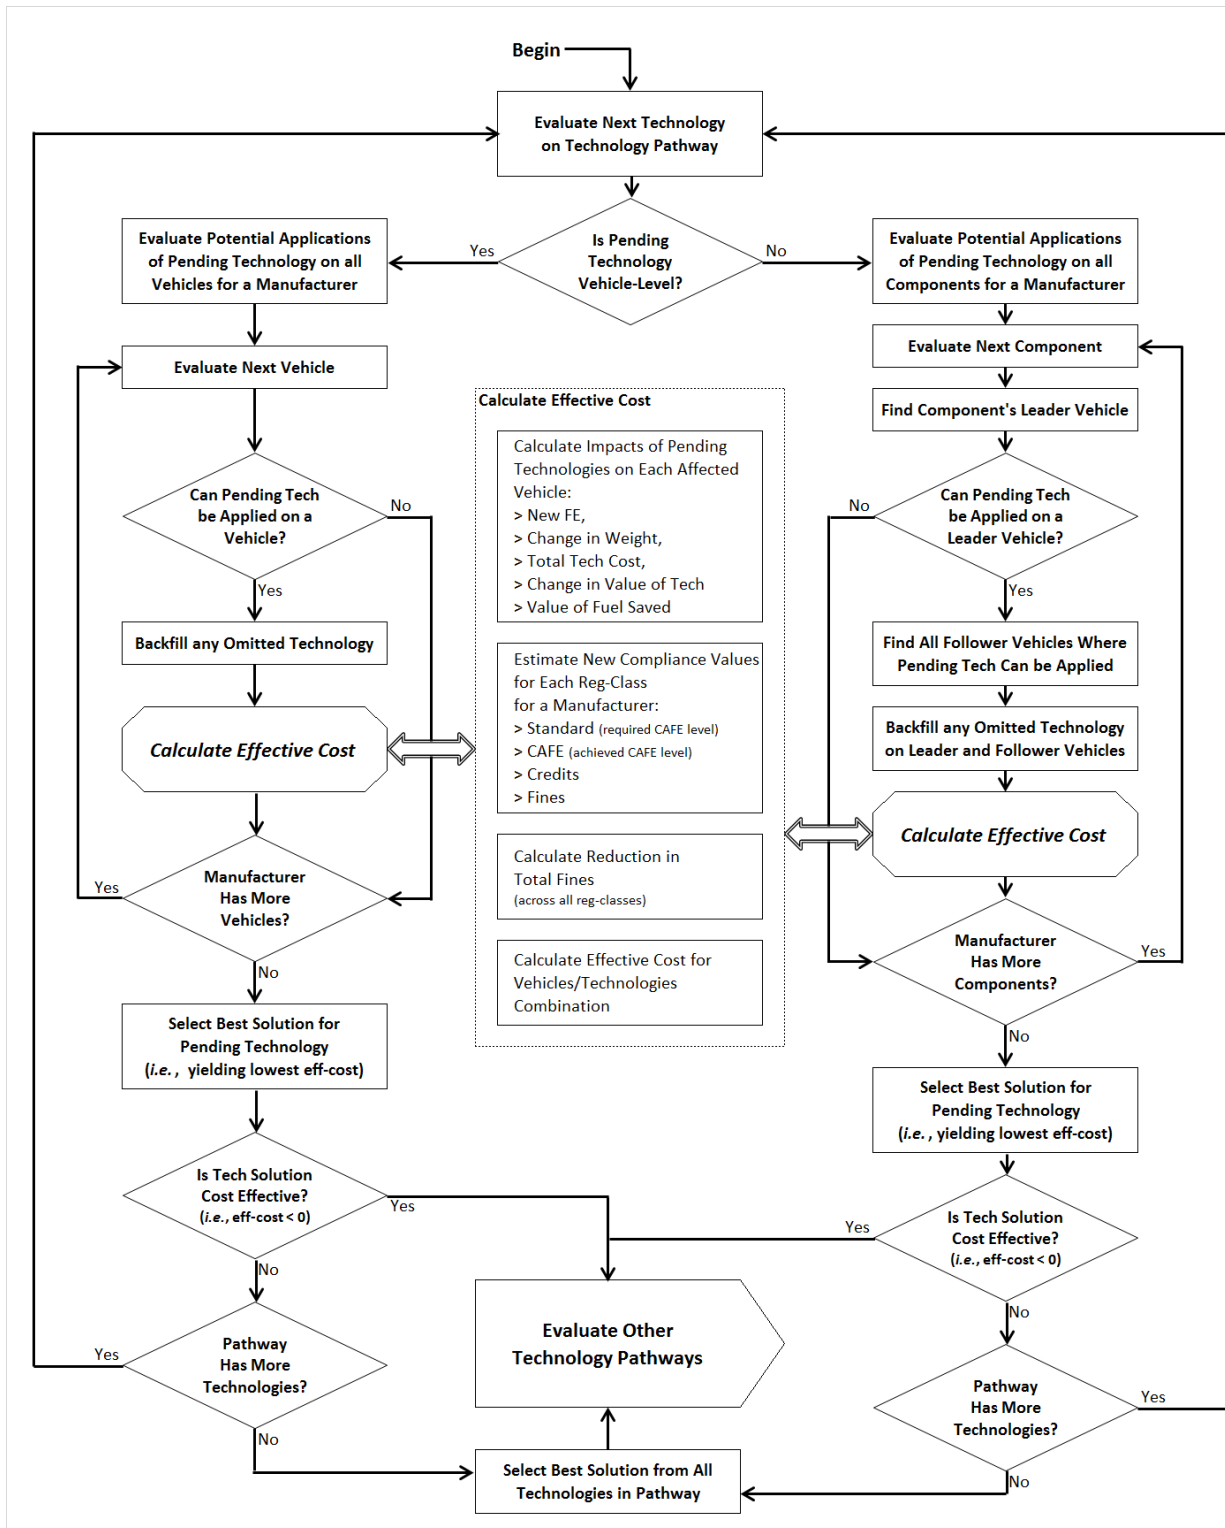 Begin
Evaluate Next Technology
on Technology Pathway
Is Pending
Technology
Vehicle-Level?
Yes
No
Evaluate Potential Applications
of Pending Technology on all
Vehicles for a Manufacturer
Evaluate Next Vehicle
Can Pending Tech
be Applied on a
Vehicle?
No
Yes
Backfill any Omitted Technology
Calculate Effective Cost
Manufacturer
Has More
Vehicles?
Yes
No
Select Best Solution for
Pending Technology
(i.e., yielding lowest eff-cost)
Is Tech Solution
Cost Effective?
(i.e., eff-cost < 0)
Yes
No
Pathway
Has More
Technologies?
Yes
No
Calculate Effective Cost
Calculate Impacts of Pending
Technologies on Each Affected
Vehicle:
> New FE,
> Change in Weight,
> Total Tech Cost,
> Change in Value of Tech
> Value of Fuel Saved
Estimate New Compliance Values
for Each Reg-Class
for a Manufacturer:
> Standard (required CAFE level)
> CAFE (achieved CAFE level)
> Credits
> Fines
Calculate Reduction in
Total Fines
(across all reg-classes)
Calculate Effective Cost for
Vehicles/Technologies
Combination
Evaluate Potential Applications
of Pending Technology on all
Components for a Manufacturer
Evaluate Next Component
Find Component's Leader Vehicle
Can Pending Tech
be Applied on a
Leader Vehicle?
No
Yes
Find All Follower Vehicles Where
Pending Tech Can be Applied
Backfill any Omitted Technology
on Leader and Follower Vehicles
Calculate Effective Cost
Manufacturer
Has More
Components?
Yes
No
Select Best Solution for
Pending Technology
(i.e., yielding lowest eff-cost)
Is Tech Solution
Cost Effective?
(i.e., eff-cost < 0)
Yes
No
Pathway
Has More
Technologies?
Yes
No
Evaluate Other
Technology Pathways
Select Best Solution from All
Technologies in Pathway